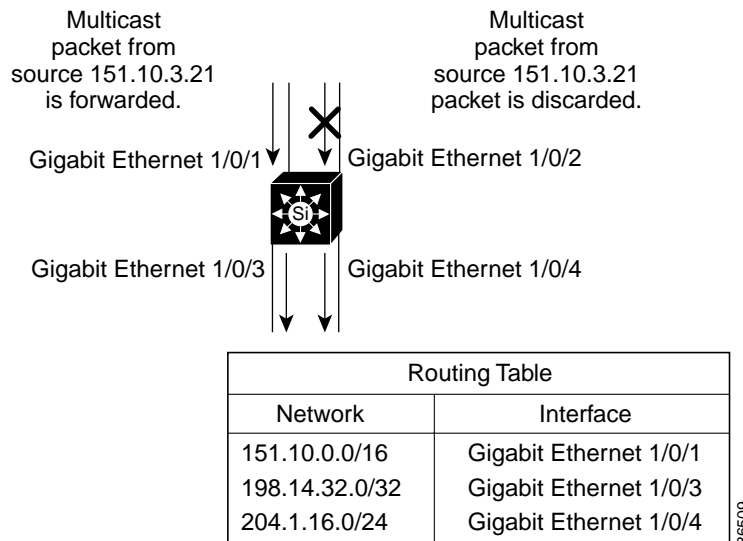 Multicast
packet from
source 151.10.3.21
is forwarded.
Multicast
packet from
source 151.10.3.21
packet is discarded.
Gigabit Ethernet 1/0/1
Gigabit Ethernet 1/0/2
Si
Gigabit Ethernet 1/0/3
Gigabit Ethernet 1/0/4
Routing Table
Network Interface
151.10.0.0/16 Gigabit Ethernet 1/0/1
198.14.32.0/32 Gigabit Ethernet 1/0/3
204.1.16.0/24 Gigabit Ethernet 1/0/4